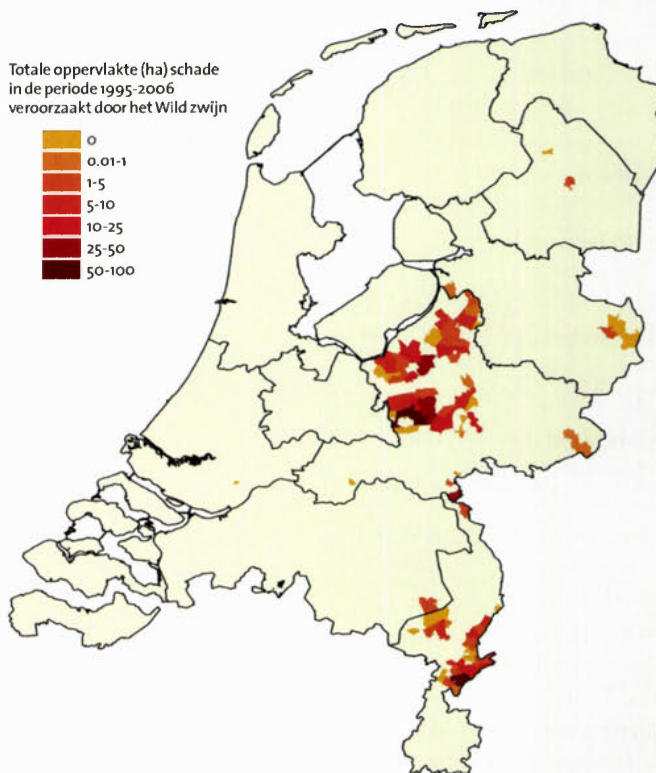 Totale oppervlakte (ha) schade
in de periode 1995-2006
veroorzaakt door het Wild zwijn
0
0.01-1
1-5
5-10
10-25
25-50
50-100